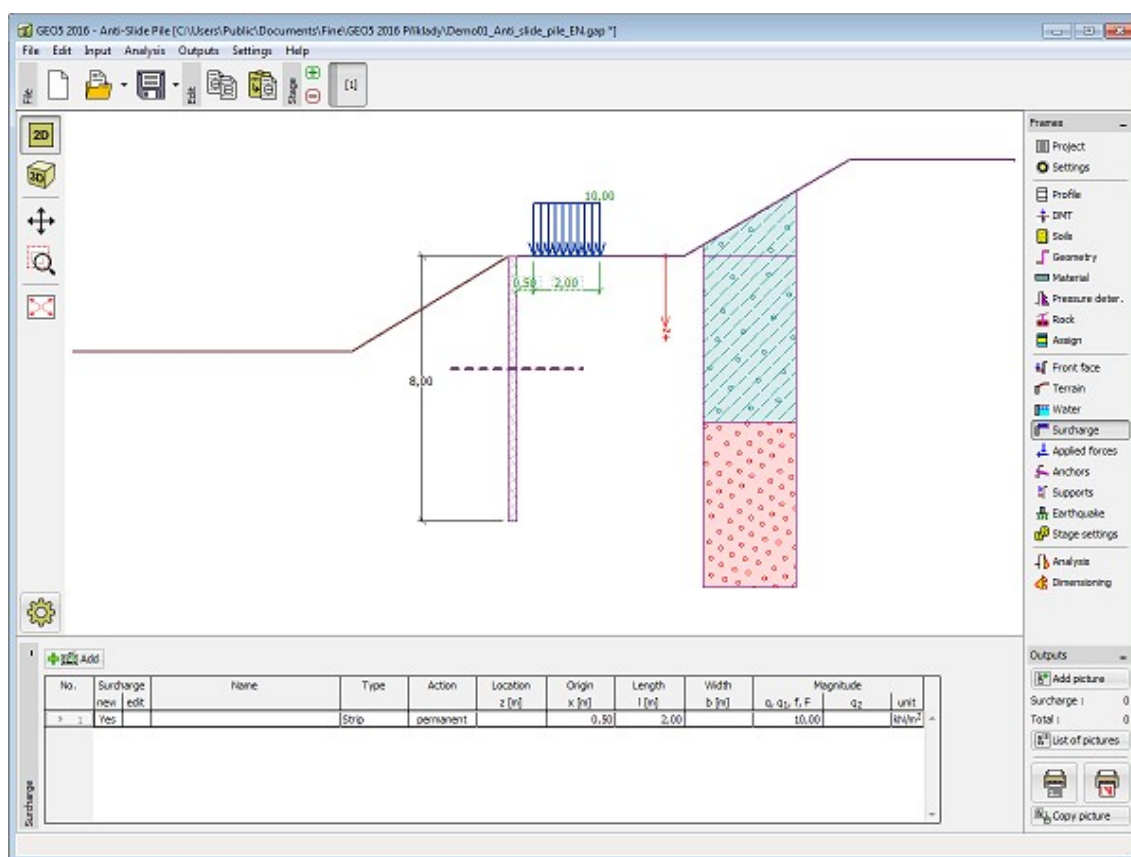 GEO5 2016 - Anti-Slide Pile [C:\Users\Public\Documents\Fine\GEO5 2016 Příklady\Demo01_Anti_slide_pile_EN.gap *]
File Edit Input Analysis Outputs Settings Help
File Edit Stage [1]
2D
3D
10,00
0,50 2,00
+z
8,00
Frames
Project
Settings
Profile
DMT
Soils
Geometry
Material
Pressure deter.
Rock
Assign
Front face
Terrain
Water
Surcharge
Applied forces
Anchors
Supports
Earthquake
Stage settings
Analysis
Dimensioning
Outputs
Add picture
Surcharge : 0
Total : 0
List of pictures
Copy picture
Surcharge
Add
No. Surcharge Name Type Action Location Origin Length Width Magnitude
new edit z [m] x [m] l [m] b [m] q, q1, f, F q2 unit
1 Yes Strip permanent 0,50 2,00 10,00 kN/m²